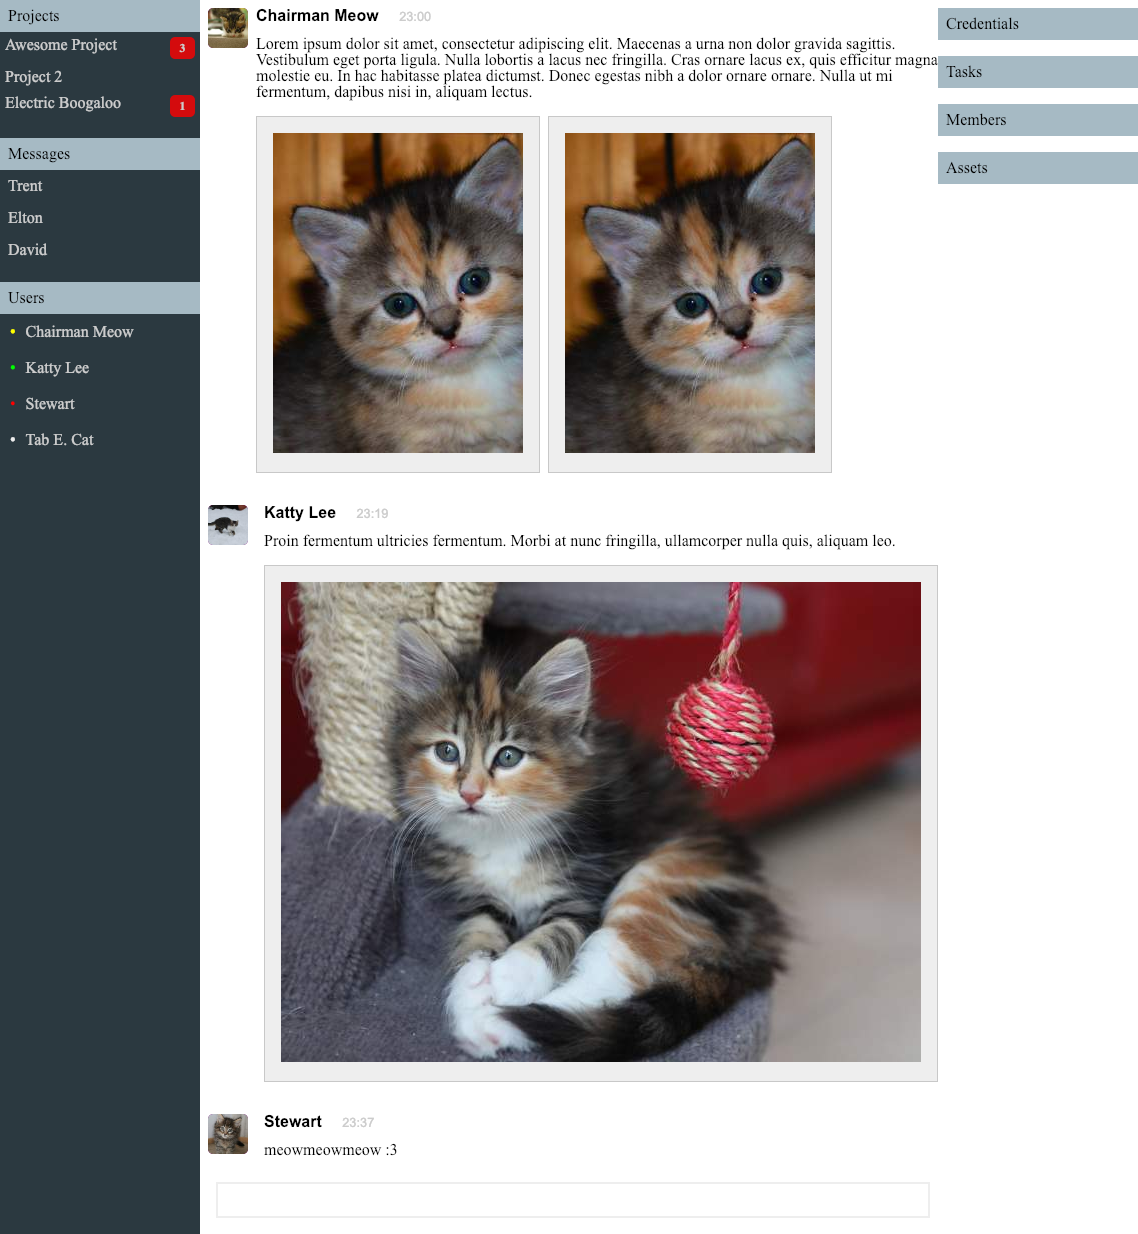 Projects
Awesome Project 3
Project 2
Electric Boogaloo 1
Messages
Trent
Elton
David
Users
• Chairman Meow
• Katty Lee
• Stewart
• Tab E. Cat
Chairman Meow 23:00
Lorem ipsum dolor sit amet, consectetur adipiscing elit. Maecenas a urna non dolor gravida sagittis.
Vestibulum eget porta ligula. Nulla lobortis a lacus nec fringilla. Cras ornare lacus ex, quis efficitur magna
molestie eu. In hac habitasse platea dictumst. Donec egestas nibh a dolor ornare ornare. Nulla ut mi
fermentum, dapibus nisi in, aliquam lectus.
Katty Lee 23:19
Proin fermentum ultricies fermentum. Morbi at nunc fringilla, ullamcorper nulla quis, aliquam leo.
Stewart 23:37
meowmeowmeow :3
Credentials
Tasks
Members
Assets